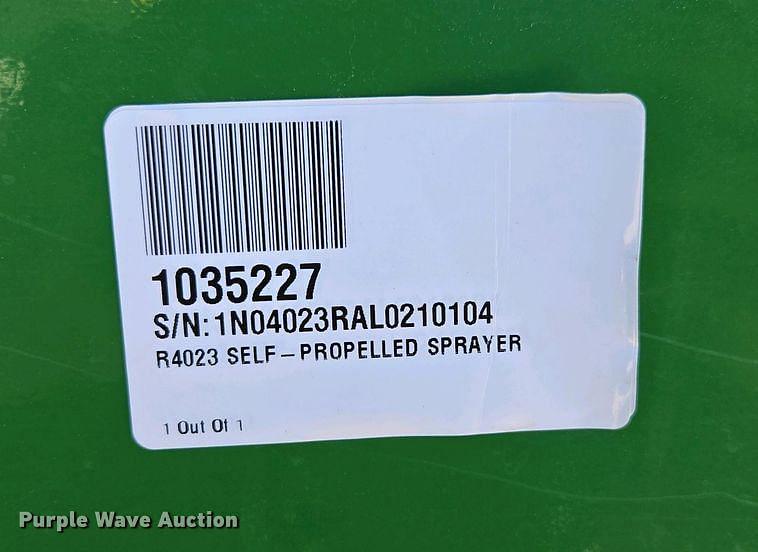 1035227
S/N: 1N04023RAL0210104
R4023 SELF-PROPELLED SPRAYER
1 Out Of 1
Purple Wave Auction